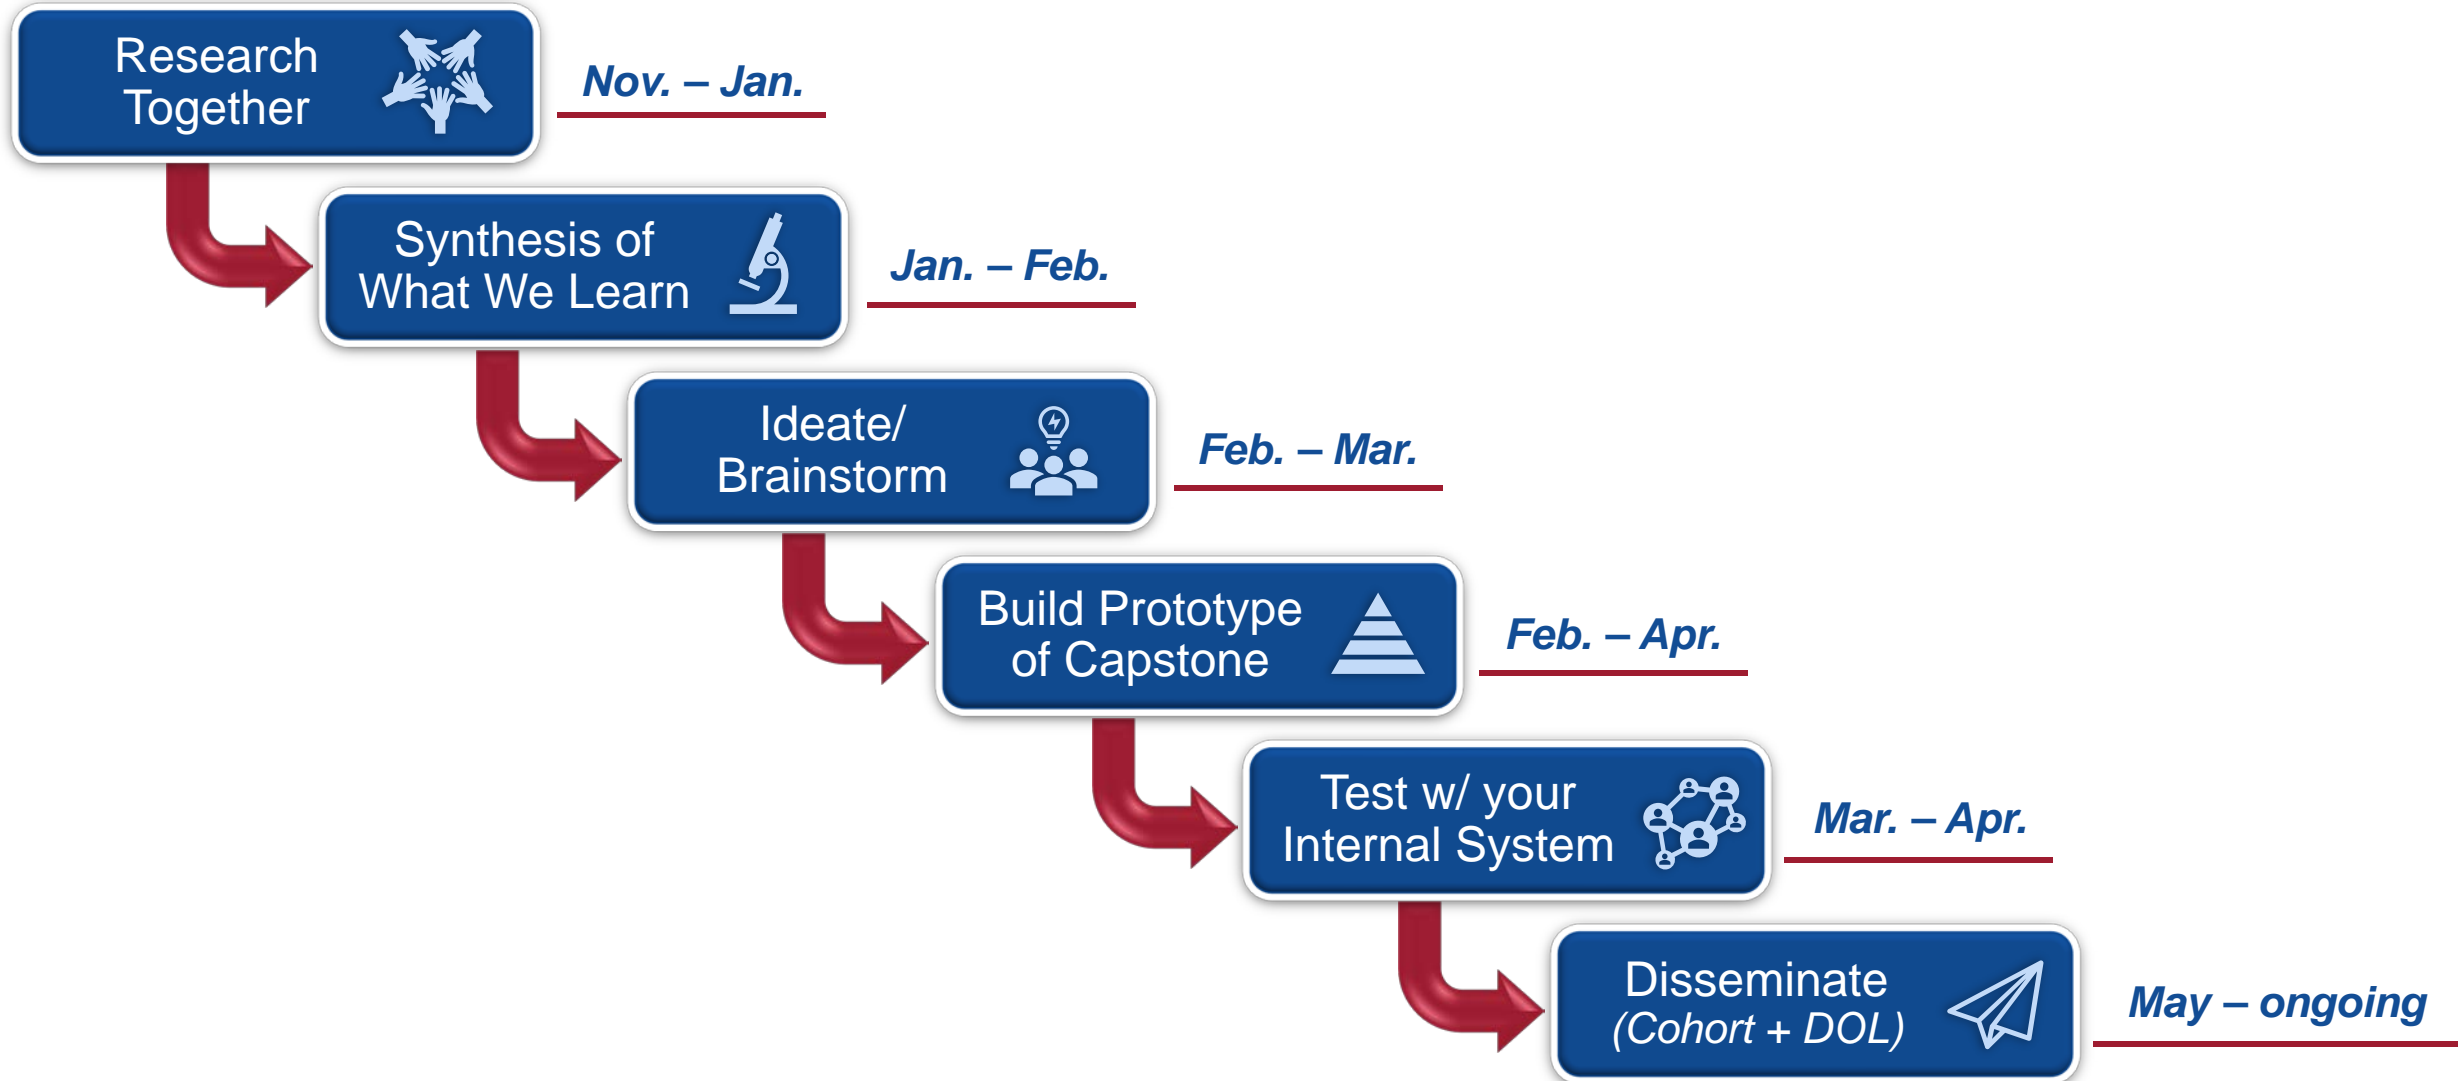 Research
Together
Nov. – Jan.
Synthesis of
What We Learn
Jan. – Feb.
Ideate/
Brainstorm
Feb. – Mar.
Build Prototype
of Capstone
Feb. – Apr.
Test w/ your
Internal System
Mar. – Apr.
Disseminate
(Cohort + DOL)
May – ongoing